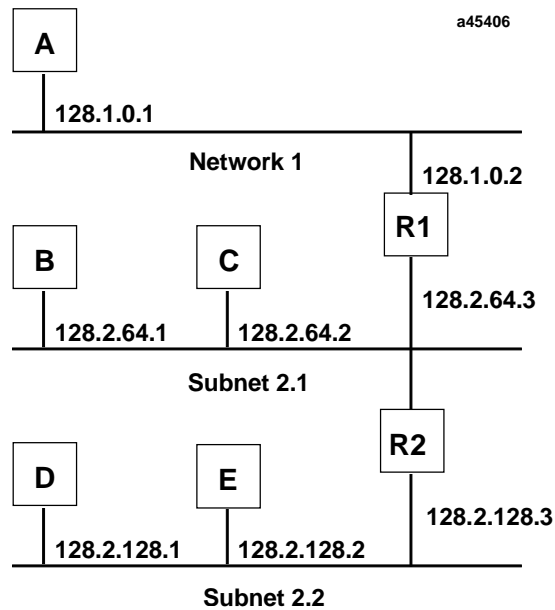 a45406
A
128.1.0.1
Network 1
128.1.0.2
R1
B
C
128.2.64.3
128.2.64.1
128.2.64.2
Subnet 2.1
R2
D
E
128.2.128.3
128.2.128.1
128.2.128.2
Subnet 2.2